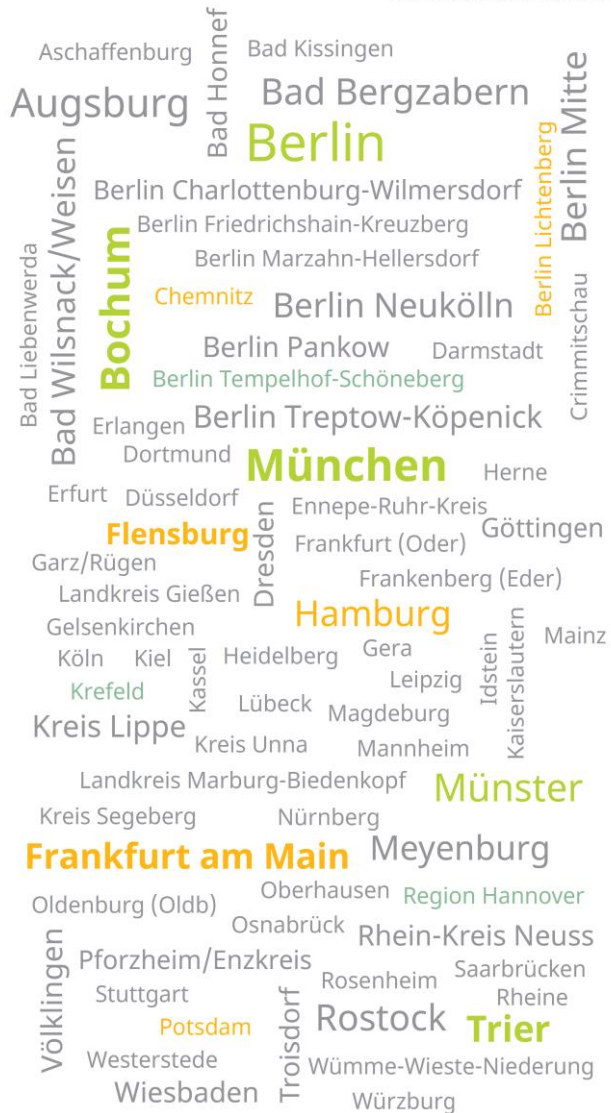 Aschaffenburg
Bad Honnef
Bad Kissingen
Augsburg
Bad Bergzabern
Berlin Mitte
Berlin
Berlin Lichtenberg
Bad Wilsnack/Weisen
Berlin Charlottenburg-Wilmersdorf
Berlin Friedrichshain-Kreuzberg
Bochum
Berlin Marzahn-Hellersdorf
Bad Liebenwerda
Chemnitz
Berlin Neukölln
Crimmitschau
Berlin Pankow
Darmstadt
Berlin Tempelhof-Schöneberg
Erlangen
Berlin Treptow-Köpenick
Dortmund
München
Herne
Erfurt
Düsseldorf
Ennepe-Ruhr-Kreis
Flensburg
Dresden
Frankfurt (Oder)
Göttingen
Garz/Rügen
Frankenberg (Eder)
Landkreis Gießen
Hamburg
Gelsenkirchen
Mainz
Köln
Kiel
Kassel
Heidelberg
Gera
Idstein
Kaiserslautern
Leipzig
Krefeld
Lübeck
Magdeburg
Kreis Lippe
Kreis Unna
Mannheim
Landkreis Marburg-Biedenkopf
Münster
Kreis Segeberg
Nürnberg
Frankfurt am Main
Meyenburg
Oldenburg (Oldb)
Oberhausen
Region Hannover
Osnabrück
Rhein-Kreis Neuss
Völklingen
Pforzheim/Enzkreis
Rosenheim
Saarbrücken
Stuttgart
Rheine
Potsdam
Troisdorf
Rostock
Trier
Westerstede
Wümme-Wieste-Niederung
Wiesbaden
Würzburg